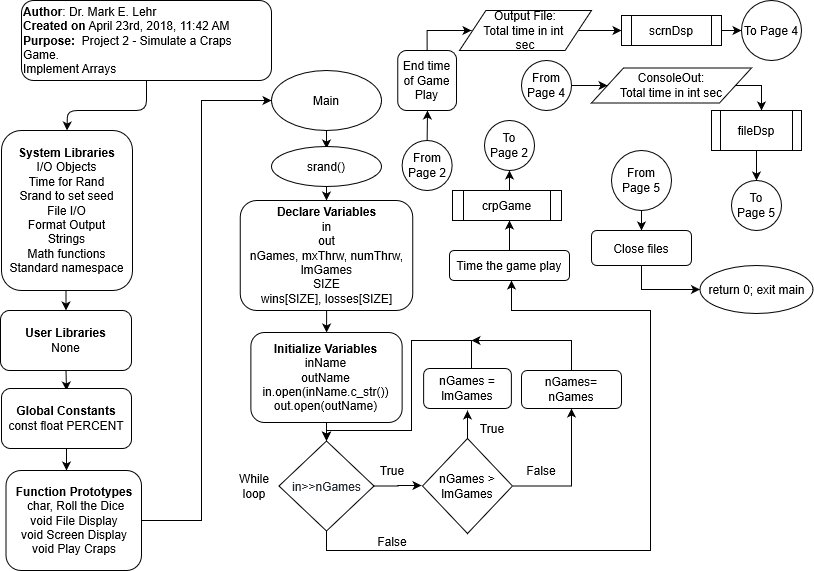 Author: Dr. Mark E. Lehr
Created on April 23rd, 2018, 11:42 AM
Purpose: Project 2 - Simulate a Craps
Game.
Implement Arrays
System Libraries
I/O Objects
Time for Rand
Srand to set seed
File I/O
Format Output
Strings
Math functions
Standard namespace
User Libraries
None
Global Constants
const float PERCENT
Function Prototypes
char, Roll the Dice
void File Display
void Screen Display
void Play Craps
Main
srand()
Declare Variables
in
out
nGames, mxThrw, numThrw,
lmGames
SIZE
wins[SIZE], losses[SIZE]
Initialize Variables
inName
outName
in.open(inName.c_str())
out.open(outName)
While
loop
in>>nGames
True
False
nGames >
lmGames
True
False
nGames =
lmGames
nGames=
nGames
Time the game play
crpGame
To
Page 2
From
Page 2
End time
of Game
Play
Output File:
Total time in int
sec
scrnDsp
To Page 4
From
Page 4
ConsoleOut:
Total time in int sec
fileDsp
To
Page 5
From
Page 5
Close files
return 0; exit main